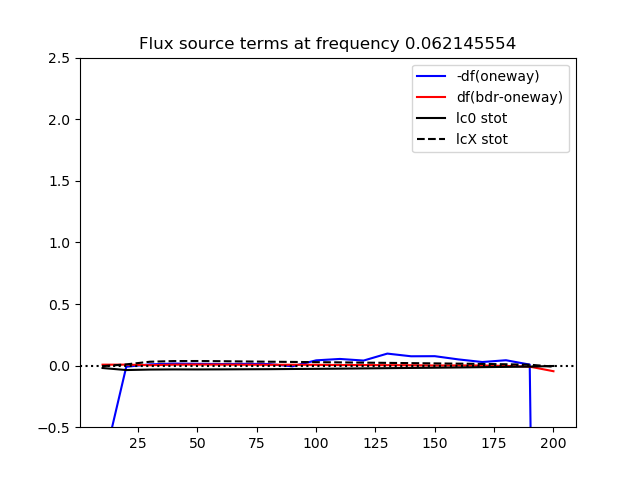 Flux source terms at frequency 0.062145554
-df(oneway)
df(bdr-oneway)
lc0 stot
lcX stot
2.5
2.0
1.5
1.0
0.5
0.0
−0.5
25 50 75 100 125 150 175 200